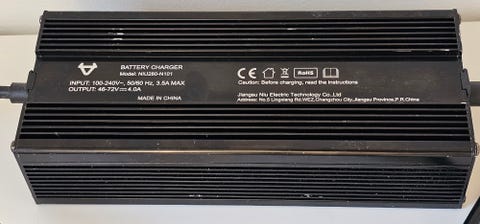 BATTERY CHARGER
Model: NIU280-N101
INPUT: 100-240V~, 50/60 Hz, 3.5A MAX
OUTPUT: 46-72V⎓4.0A
MADE IN CHINA
CE RoHS
Caution: Before charging, read the instructions
Jiangsu Niu Electric Technology Co.,Ltd
Address: No.5 Lingxiang Rd,WEZ,Changzhou City,Jiangsu Province,P.R.China